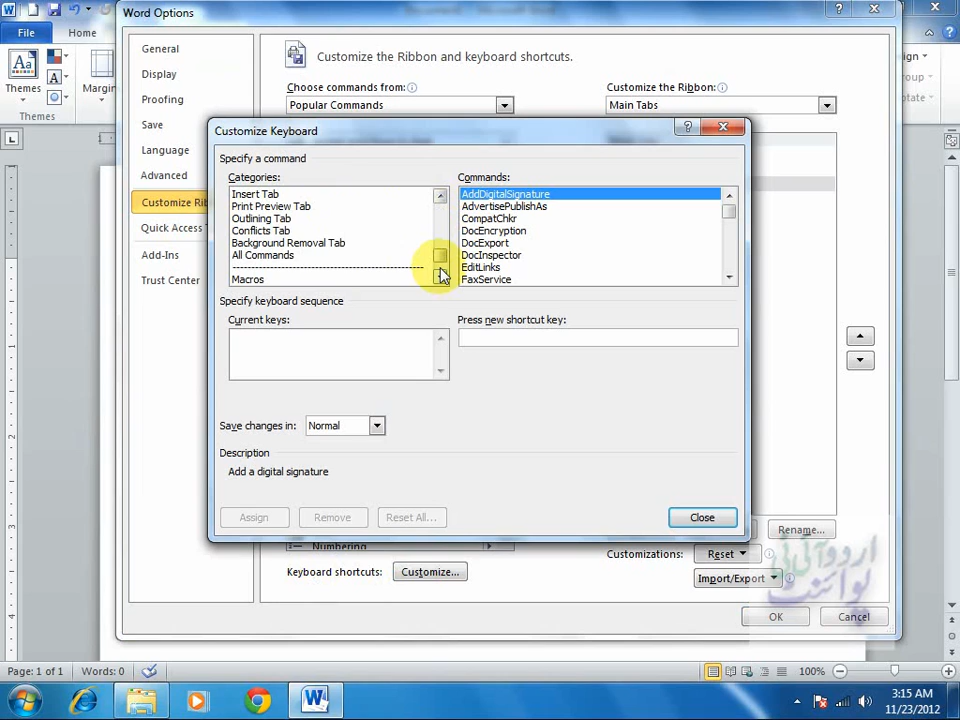 Word Options
File
Home
Themes
Margin
Themes
General
Display
Proofing
Save
Language
Advanced
Customize Rib
Quick Access
Add-Ins
Trust Center
Customize the Ribbon and keyboard shortcuts.
Choose commands from:
Popular Commands
Customize the Ribbon:
Main Tabs
Customize Keyboard
Specify a command
Categories:
Commands:
Insert Tab
Print Preview Tab
Outlining Tab
Conflicts Tab
Background Removal Tab
All Commands
Macros
AddDigitalSignature
AdvertisePublishAs
CompatChkr
DocEncryption
DocExport
DocInspector
EditLinks
FaxService
Specify keyboard sequence
Current keys:
Press new shortcut key:
Save changes in:
Normal
Description
Add a digital signature
Assign
Remove
Reset All...
Close
Numbering
Rename...
Customizations:
Reset
Keyboard shortcuts:
Customize...
Import/Export
OK
Cancel
اردو آئی ٹی
پوائنٹ
Page: 1 of 1
Words: 0
100%
3:15 AM
11/23/2012